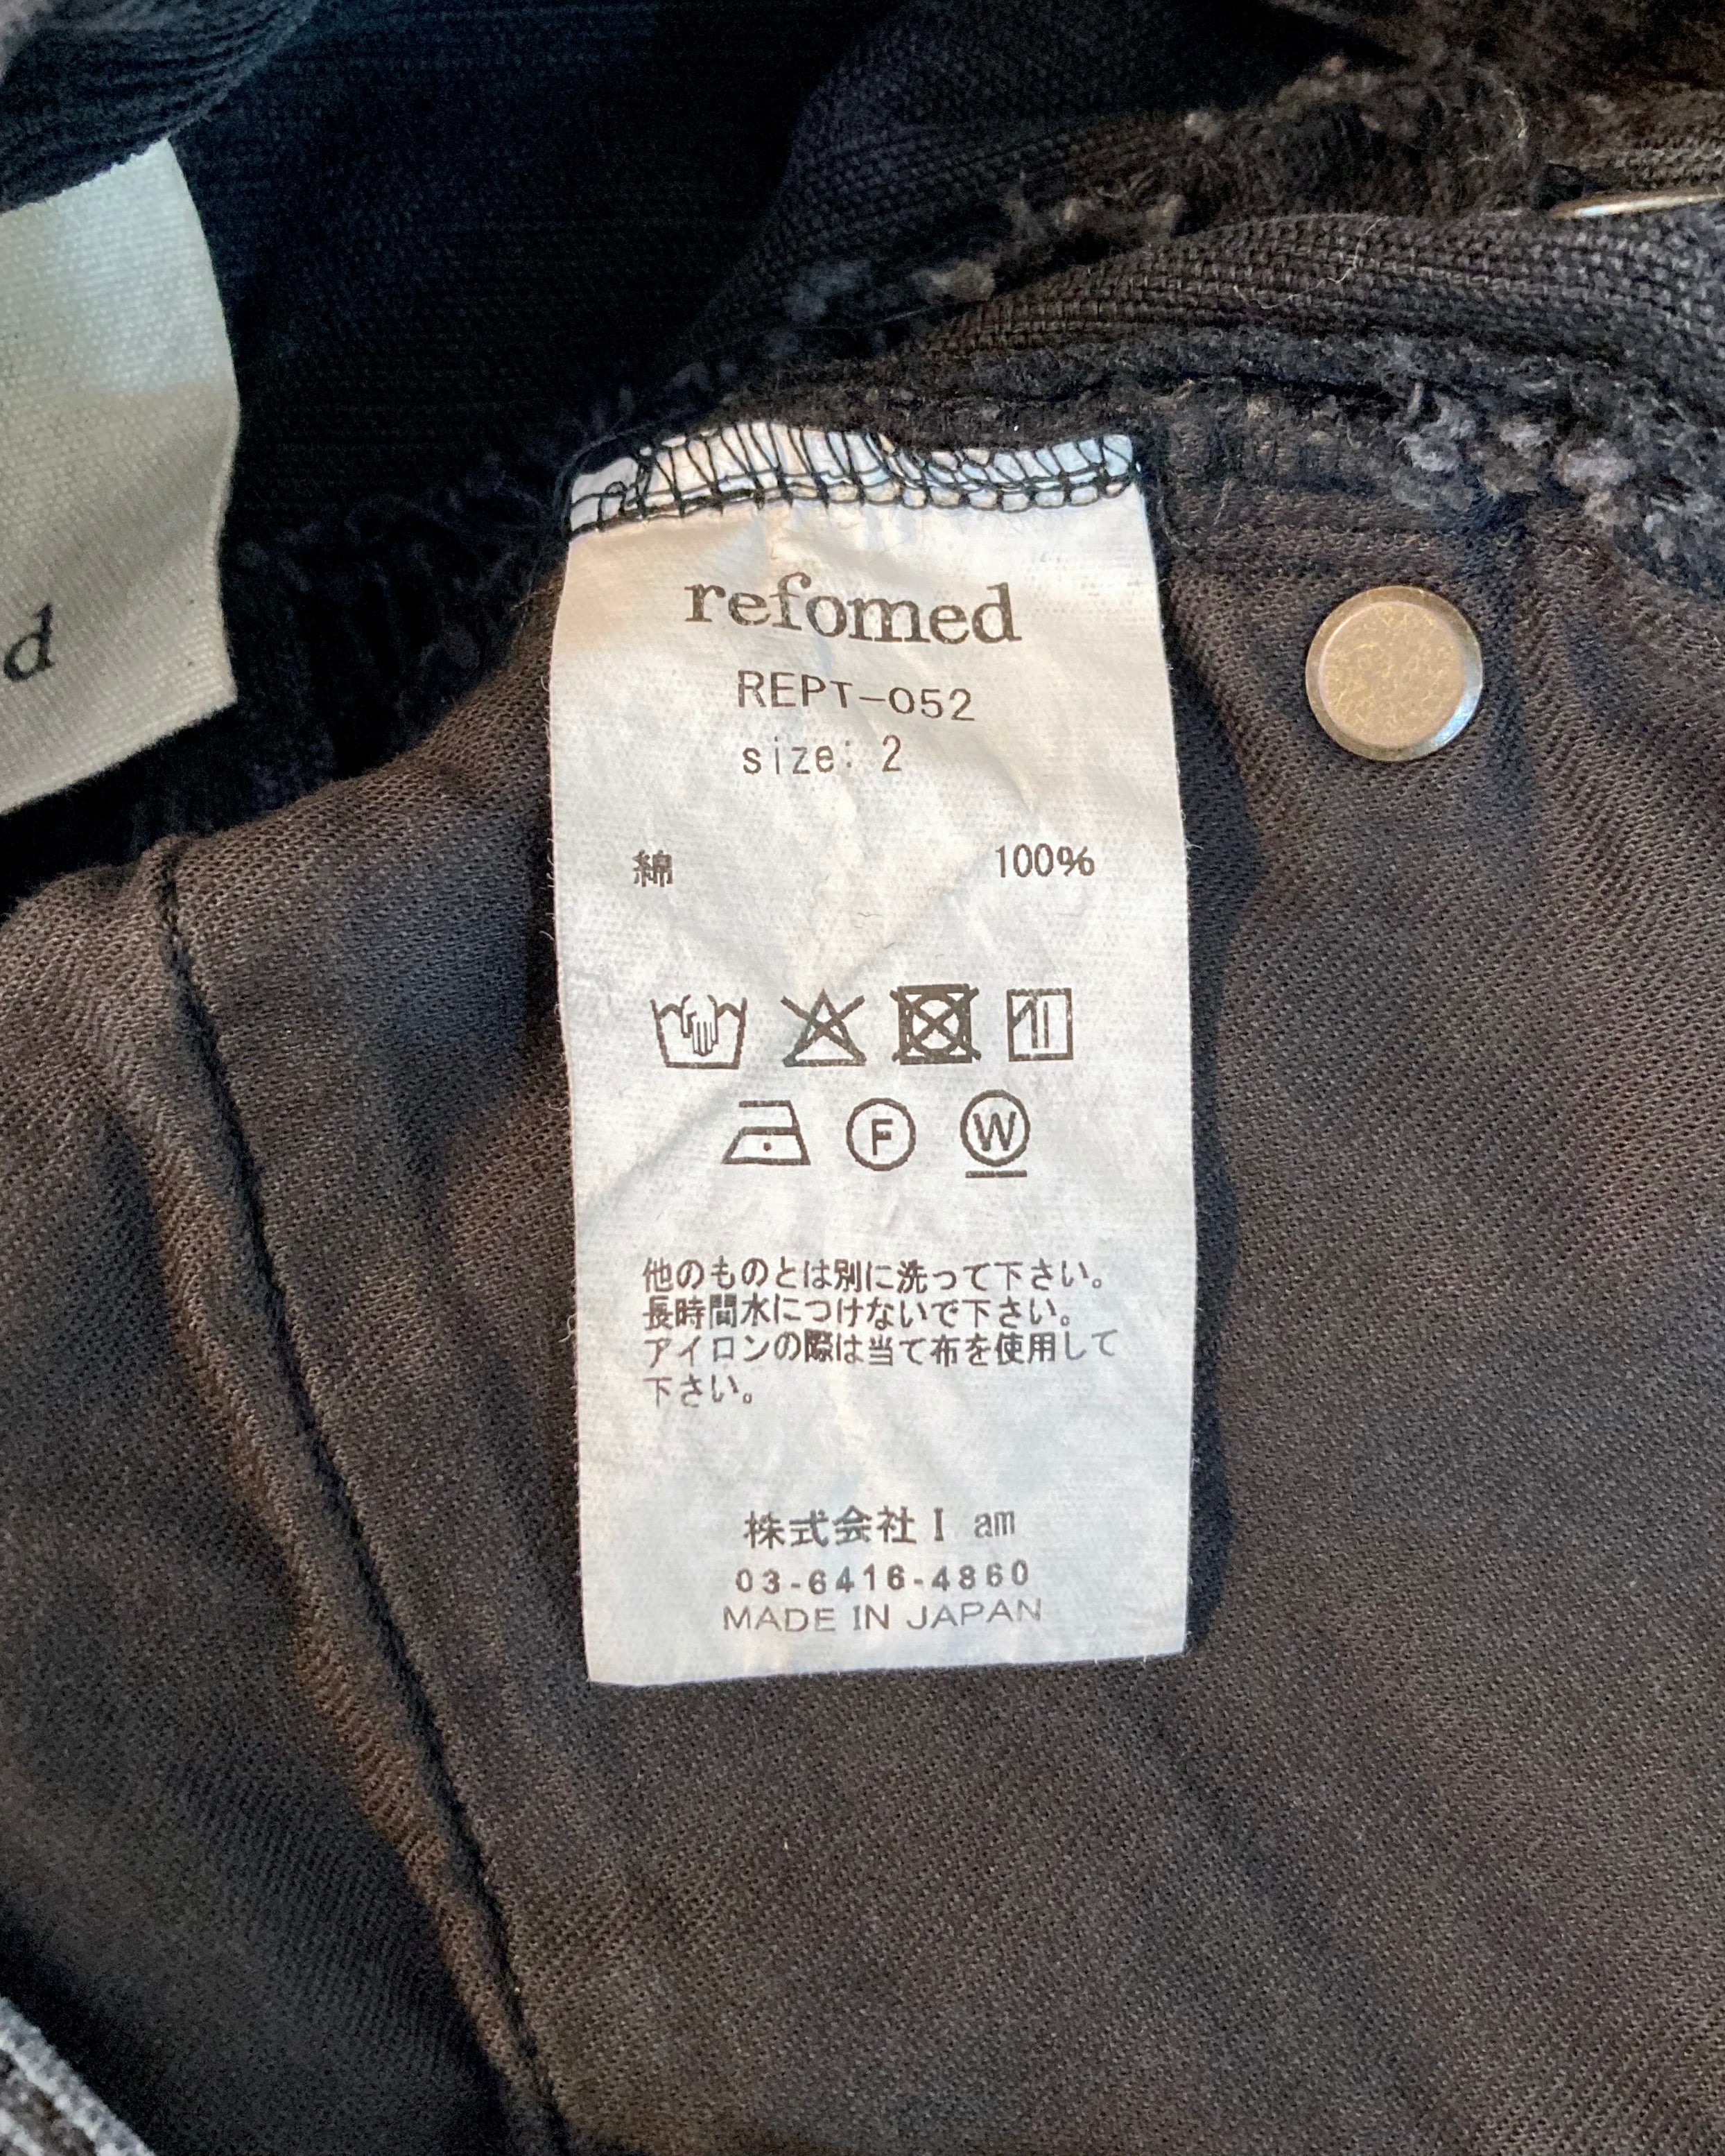 d
refomed
REPT-052
size: 2
綿 100%
F W
他のものとは別に洗って下さい。
長時間水につけないで下さい。
アイロンの際は当て布を使用して
下さい。
株式会社 I am
03-6416-4860
MADE IN JAPAN